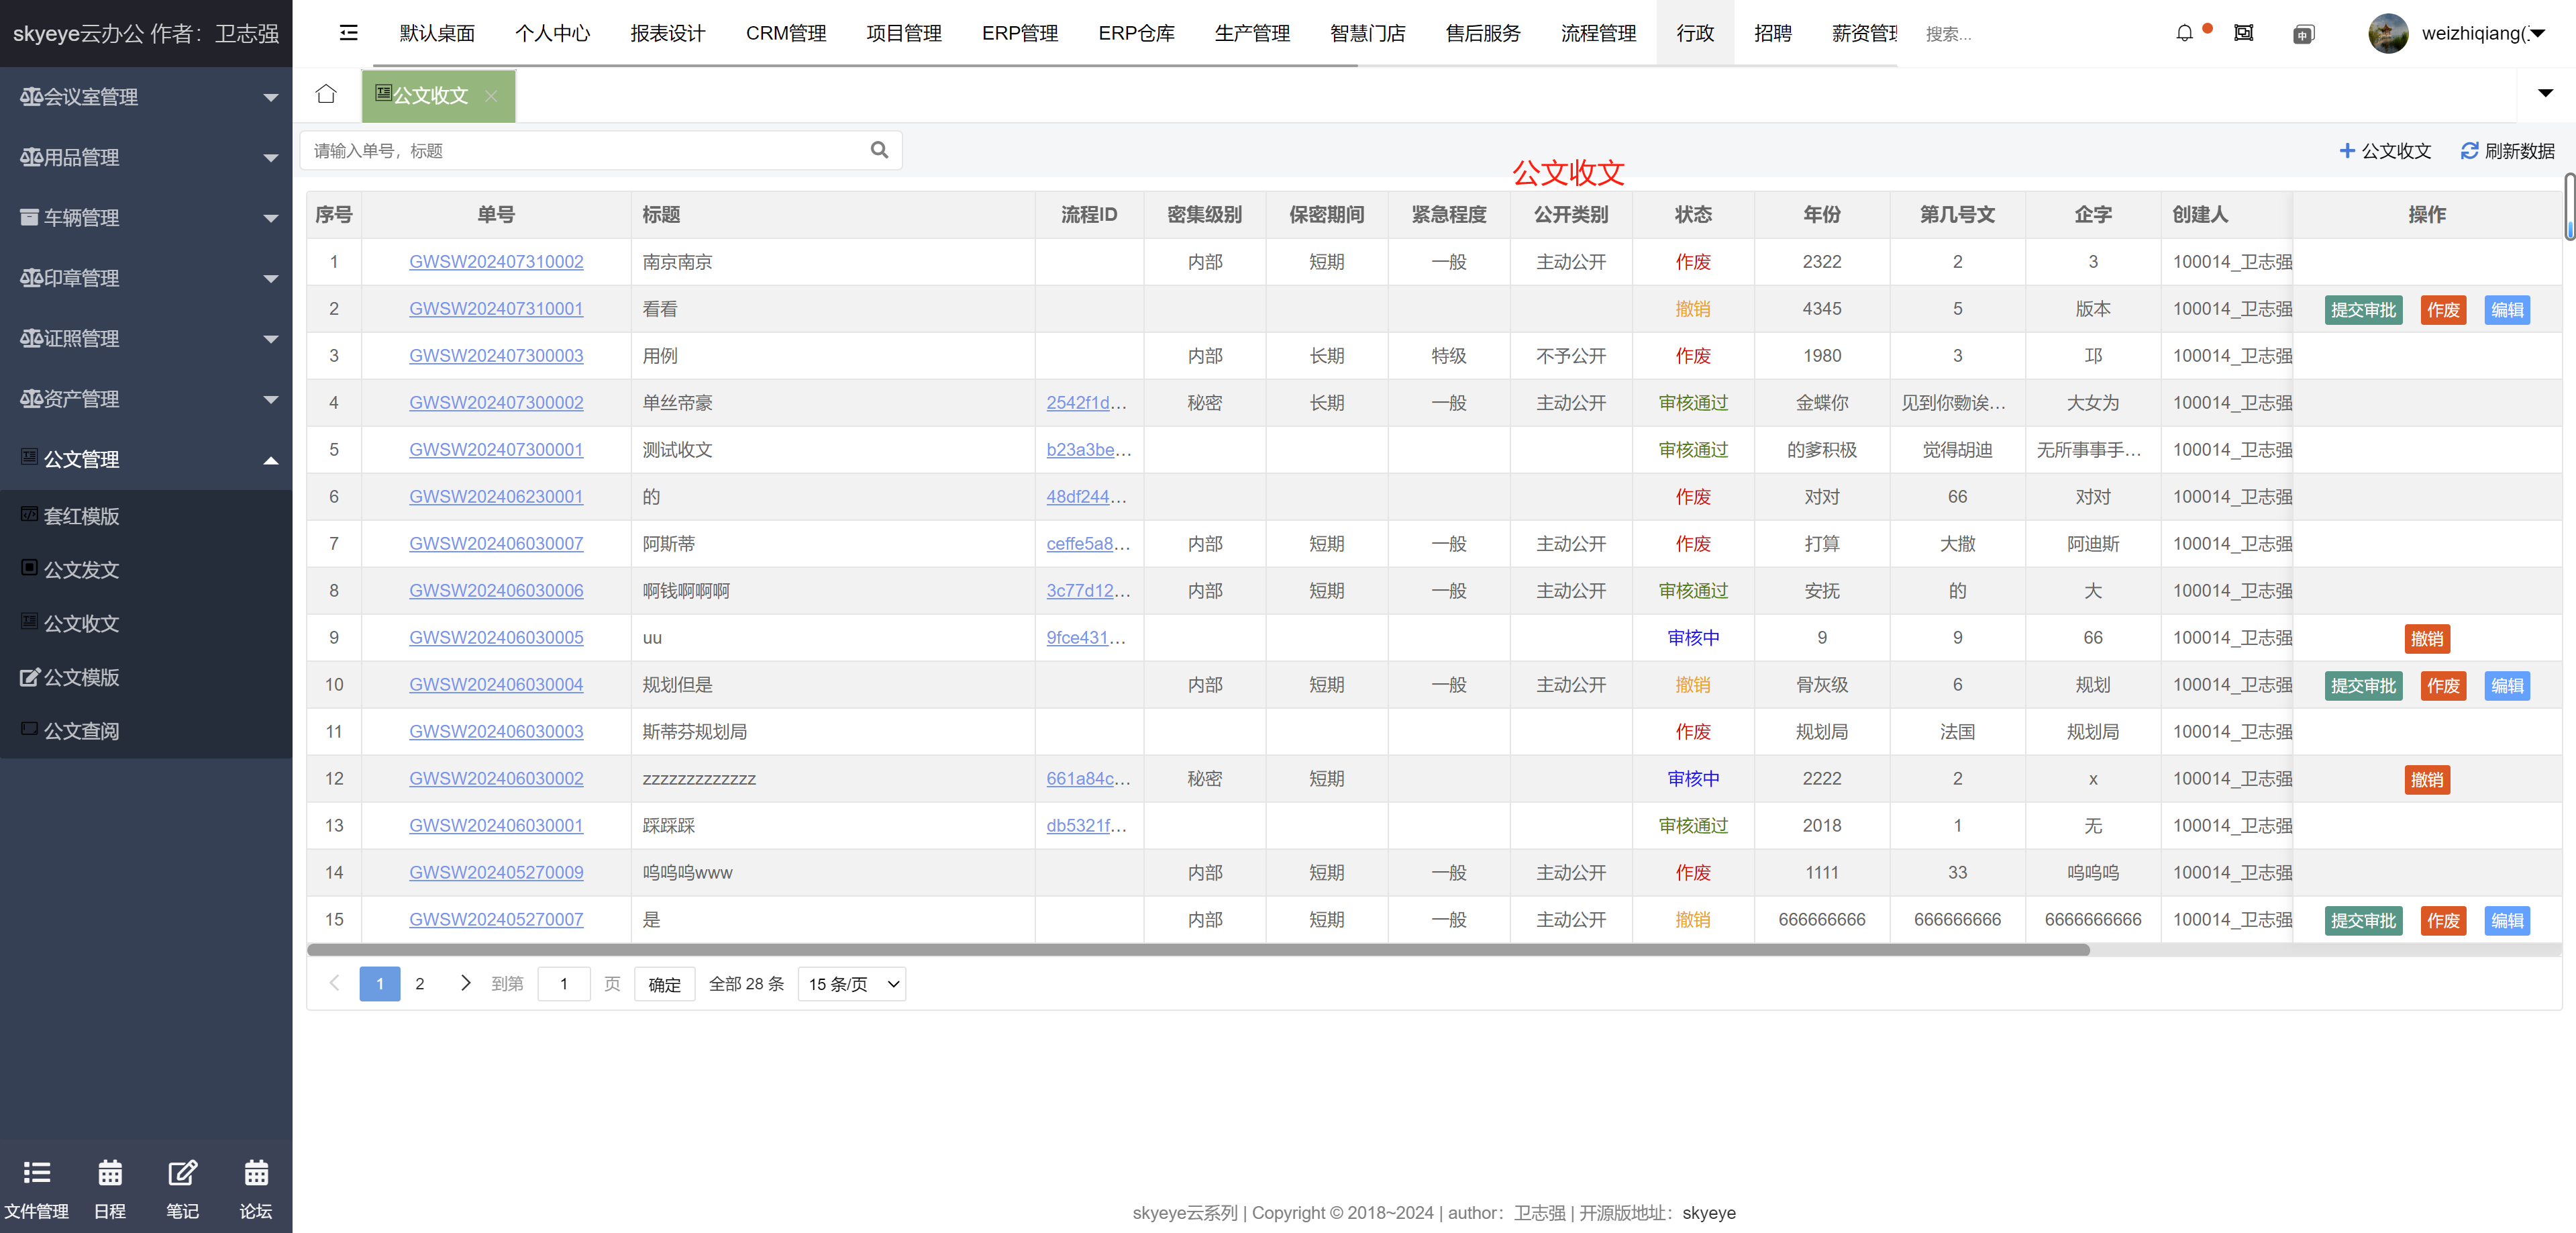 skyeye云办公 作者：卫志强
默认桌面 个人中心 报表设计 CRM管理 项目管理 ERP管理 ERP仓库 生产管理 智慧门店 售后服务 流程管理 行政 招聘 薪资管理 搜索... weizhiqiang(
会议室管理
用品管理
车辆管理
印章管理
证照管理
资产管理
公文管理
套红模版
公文发文
公文收文
公文模版
公文查阅
文件管理 日程 笔记 论坛
公文收文
请输入单号，标题
公文收文 刷新数据
公文收文
序号 单号 标题 流程ID 密集级别 保密期间 紧急程度 公开类别 状态 年份 第几号文 企字 创建人 操作
1 GWSW202407310002 南京南京 内部 短期 一般 主动公开 作废 2322 2 3 100014_卫志强
2 GWSW202407310001 看看 撤销 4345 5 版本 100014_卫志强 提交审批 作废 编辑
3 GWSW202407300003 用例 内部 长期 特级 不予公开 作废 1980 3 邛 100014_卫志强
4 GWSW202407300002 单丝帝豪 2542f1d... 秘密 长期 一般 主动公开 审核通过 金蝶你 见到你覅诶... 大女为 100014_卫志强
5 GWSW202407300001 测试收文 b23a3be... 审核通过 的爹积极 觉得胡迪 无所事事手... 100014_卫志强
6 GWSW202406230001 的 48df244... 作废 对对 66 对对 100014_卫志强
7 GWSW202406030007 阿斯蒂 ceffe5a8... 内部 短期 一般 主动公开 作废 打算 大撒 阿迪斯 100014_卫志强
8 GWSW202406030006 啊钱啊啊啊 3c77d12... 内部 短期 一般 主动公开 审核通过 安抚 的 大 100014_卫志强
9 GWSW202406030005 uu 9fce431... 审核中 9 9 66 100014_卫志强 撤销
10 GWSW202406030004 规划但是 内部 短期 一般 主动公开 撤销 骨灰级 6 规划 100014_卫志强 提交审批 作废 编辑
11 GWSW202406030003 斯蒂芬规划局 作废 规划局 法国 规划局 100014_卫志强
12 GWSW202406030002 zzzzzzzzzzzzz 661a84c... 秘密 短期 审核中 2222 2 x 100014_卫志强 撤销
13 GWSW202406030001 踩踩踩 db5321f... 审核通过 2018 1 无 100014_卫志强
14 GWSW202405270009 呜呜呜www 内部 短期 一般 主动公开 作废 1111 33 呜呜呜 100014_卫志强
15 GWSW202405270007 是 内部 短期 一般 主动公开 撤销 666666666 666666666 6666666666 100014_卫志强 提交审批 作废 编辑
1 2 到第 1 页 确定 全部 28 条 15 条/页
skyeye云系列 | Copyright © 2018~2024 | author：卫志强 | 开源版地址：skyeye